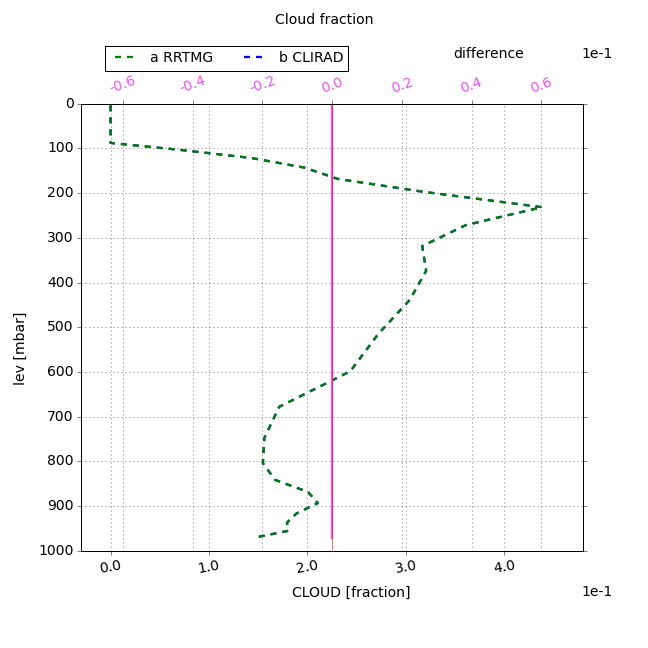 Cloud fraction
a RRTMG b CLIRAD difference 1e-1
-0.6 -0.4 -0.2 0.0 0.2 0.4 0.6
0
100
200
300
400
500
600
700
800
900
1000
lev [mbar]
0.0 1.0 2.0 3.0 4.0
CLOUD [fraction] 1e-1